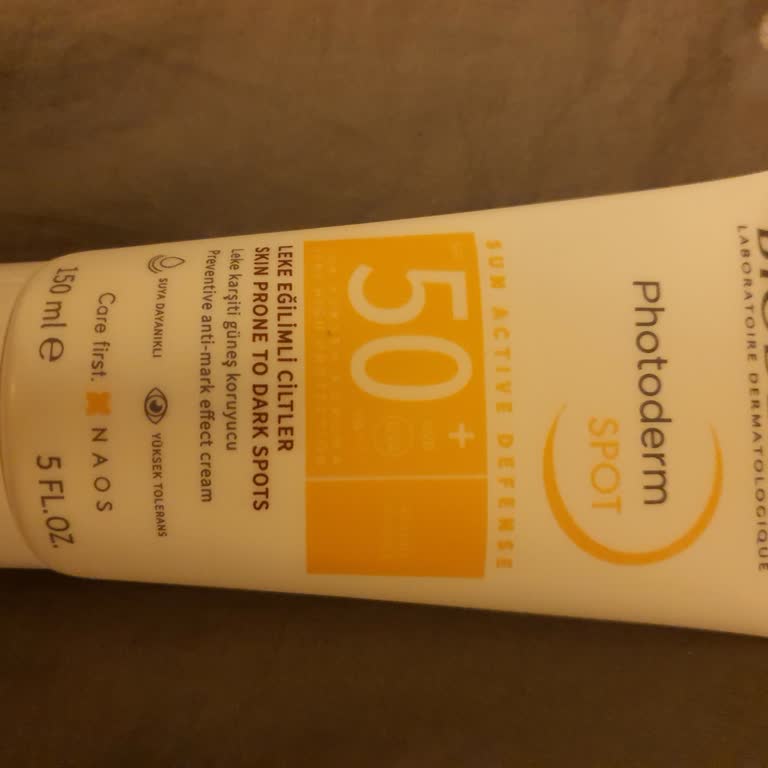 LABORATOIRE DERMATOLOGIQUE
Photoderm
SPOT
SUN ACTIVE DEFENSE
50+
LEKE EĞİLİMLİ CİLTLER
SKIN PRONE TO DARK SPOTS
Leke karşiti güneş koruyucu
Preventive anti-mark effect cream
SUYA DAYANIKLI
YÜKSEK TOLERANS
Care first.
NAOS
150 ml e
5 FL.OZ.